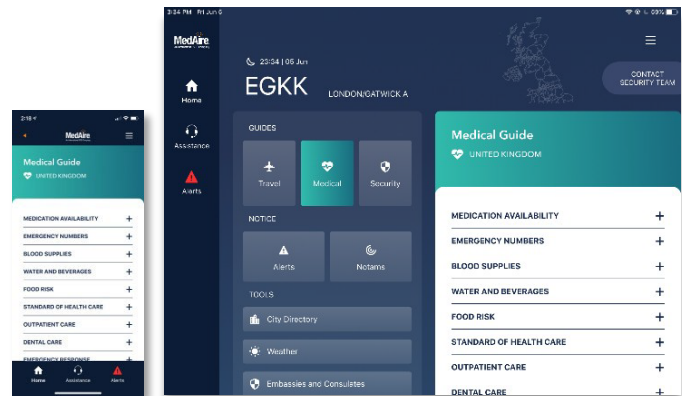 2:18
MedAire
Medical Guide
UNITED KINGDOM
MEDICATION AVAILABILITY +
EMERGENCY NUMBERS +
BLOOD SUPPLIES +
WATER AND BEVERAGES +
FOOD RISK +
STANDARD OF HEALTH CARE +
OUTPATIENT CARE +
DENTAL CARE +
EMERGENCY RESPONSE
Home Assistance Alerts
3:34 PM Fri Jun
MedAire
Home
Assistance
Alerts
23:34 | 06 Jun
EGKK LONDON/GATWICK A
CONTACT
SECURITY TEAM
GUIDES
Travel Medical Security
NOTICE
Alerts Notams
TOOLS
City Directory
Weather
Embassies and Consulates
Medical Guide
UNITED KINGDOM
MEDICATION AVAILABILITY +
EMERGENCY NUMBERS +
BLOOD SUPPLIES +
WATER AND BEVERAGES +
FOOD RISK +
STANDARD OF HEALTH CARE +
OUTPATIENT CARE +
DENTAL CARE +